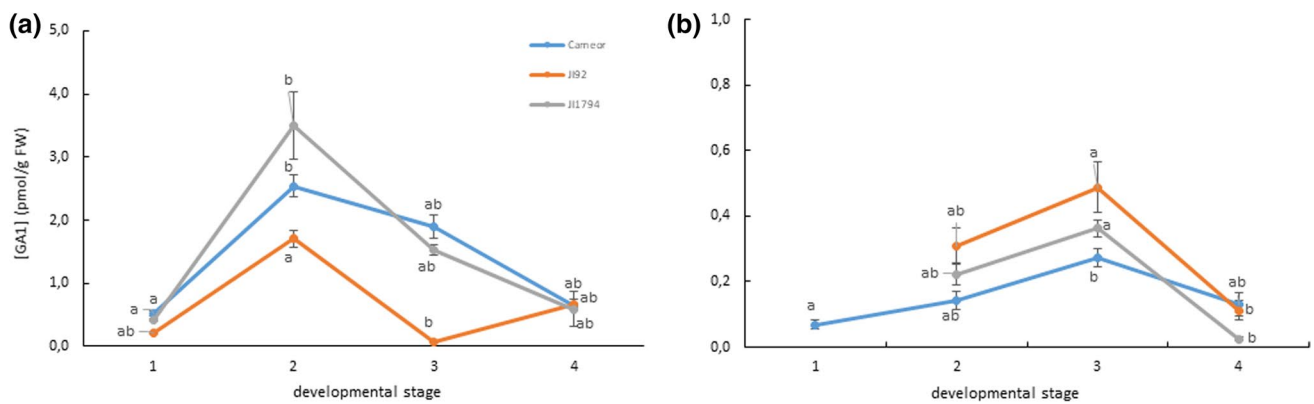 (a)
5,0
4,0
3,0
2,0
1,0
0,0
[GA1] (pmol/g FW)
Cameor
JI92
JI1794
a
a
ab
b
b
a
ab
ab
b
ab
ab
ab
1 2 3 4
developmental stage
(b)
1,0
0,8
0,6
0,4
0,2
0,0
a
ab
ab
ab
a
a
b
ab
b
b
1 2 3 4
developmental stage